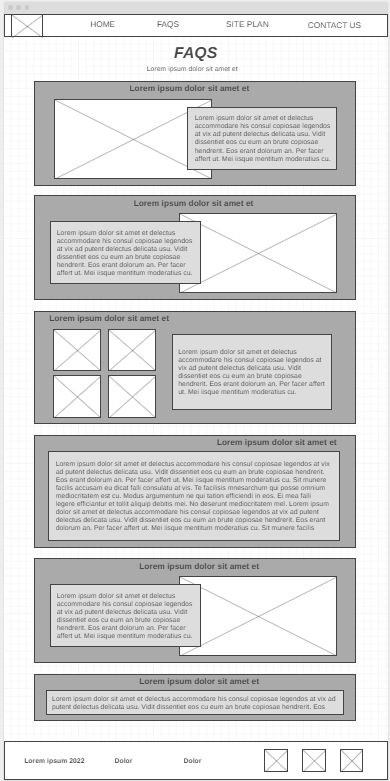 HOME FAQS SITE PLAN CONTACT US
FAQS
Lorem ipsum dolor sit amet et
Lorem ipsum dolor sit amet et
Lorem ipsum dolor sit amet et delectus
accommodare his consul copiosae legendos
at vix ad putent delectus delicata usu. Vidit
dissentiet eos cu eum an brute copiosae
hendrerit. Eos erant dolorum an. Per facer
affert ut. Mei iisque mentitum moderatius cu.
Lorem ipsum dolor sit amet et
Lorem ipsum dolor sit amet et delectus
accommodare his consul copiosae legendos
at vix ad putent delectus delicata usu. Vidit
dissentiet eos cu eum an brute copiosae
hendrerit. Eos erant dolorum an. Per facer
affert ut. Mei iisque mentitum moderatius cu.
Lorem ipsum dolor sit amet et
Lorem ipsum dolor sit amet et delectus
accommodare his consul copiosae legendos at
vix ad putent delectus delicata usu. Vidit
dissentiet eos cu eum an brute copiosae
hendrerit. Eos erant dolorum an. Per facer affert
ut. Mei iisque mentitum moderatius cu.
Lorem ipsum dolor sit amet et
Lorem ipsum dolor sit amet et delectus accommodare his consul copiosae legendos at vix
ad putent delectus delicata usu. Vidit dissentiet eos cu eum an brute copiosae hendrerit.
Eos erant dolorum an. Per facer affert ut. Mei iisque mentitum moderatius cu. Sit munere
facilis accusam eu dicat falli consulatu at vis. Te facilisis mnesarchum qui posse omnium
mediocritatem est cu. Modus argumentum ne qui tation efficiendi in eos. Ei mea falli
legere efficiantur et tollit aliquip debitis mei. No deserunt mediocritatem mel. Lorem ipsum
dolor sit amet et delectus accommodare his consul copiosae legendos at vix ad putent
delectus delicata usu. Vidit dissentiet eos cu eum an brute copiosae hendrerit. Eos erant
dolorum an. Per facer affert ut. Mei iisque mentitum moderatius cu. Sit munere facilis
Lorem ipsum dolor sit amet et
Lorem ipsum dolor sit amet et delectus
accommodare his consul copiosae legendos
at vix ad putent delectus delicata usu. Vidit
dissentiet eos cu eum an brute copiosae
hendrerit. Eos erant dolorum an. Per facer
affert ut. Mei iisque mentitum moderatius cu.
Lorem ipsum dolor sit amet et
Lorem ipsum dolor sit amet et delectus accommodare his consul copiosae legendos at vix ad
putent delectus delicata usu. Vidit dissentiet eos cu eum an brute copiosae hendrerit. Eos
Lorem ipsum 2022 Dolor Dolor